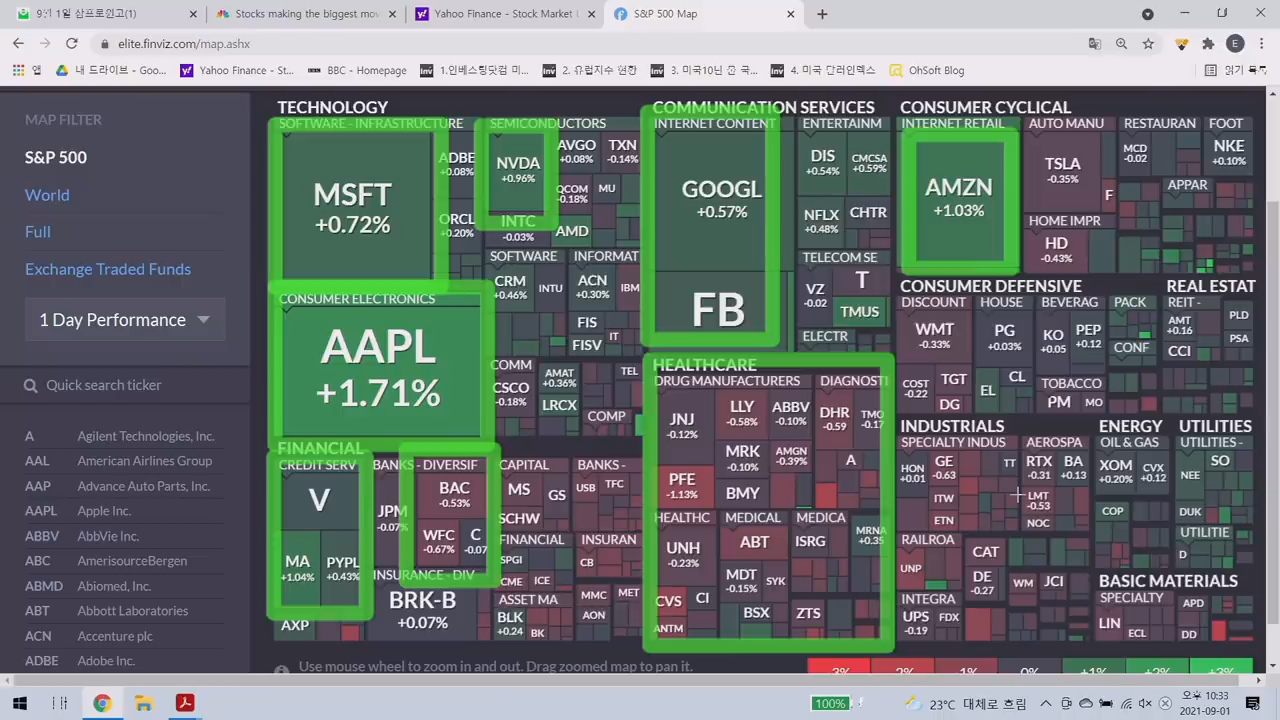 9월 1일 삼프로원고(1)
Stocks making the biggest mov
Yahoo Finance - Stock Market L
S&P 500 Map
elite.finviz.com/map.ashx
E
앱
내 드라이브 - Goo...
Yahoo Finance - St...
BBC - Homepage
1. 인베스팅닷컴 미...
2. 유럽지수 현황
3. 미국10년 만 국...
4. 미국 달러인덱스
OhSoft Blog
읽기 목록
MAP FILTER
S&P 500
World
Full
Exchange Traded Funds
1 Day Performance
Quick search ticker
A Agilent Technologies, Inc.
AAL American Airlines Group
AAP Advance Auto Parts, Inc.
AAPL Apple Inc.
ABBV AbbVie Inc.
ABC AmerisourceBergen
ABMD Abiomed, Inc.
ABT Abbott Laboratories
ACN Accenture plc
ADBE Adobe Inc.
TECHNOLOGY
SOFTWARE - INFRASTRUCTURE
MSFT
+0.72%
ADBE
+0.08%
ORCL
+0.20%
SEMICONDUCTORS
NVDA
+0.96%
AVGO
+0.08%
TXN
-0.14%
QCOM
-0.18%
MU
INTC
-0.03%
AMD
CONSUMER ELECTRONICS
AAPL
+1.71%
SOFTWARE
CRM
+0.46%
INTU
INFORMAT
ACN
+0.30%
IBM
FIS
IT
FISV
COMM
CSCO
-0.18%
AMAT
+0.36%
LRCX
TEL
COMP
COMMUNICATION SERVICES
INTERNET CONTENT
GOOGL
+0.57%
FB
ENTERTAINM
DIS
+0.54%
CMCSA
+0.59%
NFLX
+0.48%
CHTR
TELECOM SE
VZ
-0.02
T
TMUS
ELECTR
CONSUMER CYCLICAL
INTERNET RETAIL
AMZN
+1.03%
AUTO MANU
TSLA
-0.35%
F
HOME IMPR
HD
-0.43%
RESTAURAN
MCD
-0.02
FOOT
NKE
+0.10%
APPAR
CONSUMER DEFENSIVE
DISCOUNT
WMT
-0.33%
COST
-0.22
TGT
DG
HOUSE
PG
+0.03%
EL
CL
BEVERAG
KO
+0.05
PEP
+0.12
TOBACCO
PM
MO
PACK
CONF
REAL ESTAT
REIT -
AMT
+0.16
CCI
PLD
PSA
FINANCIAL
CREDIT SERV
V
MA
+1.04%
PYPL
+0.43%
AXP
BANKS - DIVERSIF
JPM
-0.07%
BAC
-0.53%
WFC
-0.67%
C
-0.07
INSURANCE - DIV
BRK-B
+0.07%
CAPITAL
MS
GS
SCHW
BANKS -
USB
TFC
FINANCIAL
SPGI
CME
ICE
INSURAN
CB
ASSET MA
BLK
+0.24
BK
MMC
MET
AON
HEALTHCARE
DRUG MANUFACTURERS
JNJ
-0.12%
LLY
-0.58%
ABBV
-0.10%
PFE
-1.13%
MRK
-0.10%
AMGN
-0.39%
BMY
DIAGNOSTI
DHR
-0.59
TMO
-0.17
A
HEALTHC
UNH
-0.23%
CVS
CI
ANTM
MEDICAL
ABT
MDT
-0.15%
SYK
BSX
MEDICA
ISRG
ZTS
MRNA
+0.35
INDUSTRIALS
SPECIALTY INDUS
HON
+0.01
GE
-0.63
ITW
ETN
TT
AEROSPA
RTX
-0.31
BA
+0.13
LMT
-0.53
NOC
RAILROA
UNP
CAT
DE
-0.27
WM
JCI
INTEGRA
UPS
-0.19
FDX
ENERGY
OIL & GAS
XOM
+0.20%
CVX
+0.12
COP
UTILITIES
UTILITIES -
NEE
SO
DUK
UTILITIE
D
BASIC MATERIALS
SPECIALTY
LIN
ECL
APD
DD
Use mouse wheel to zoom in and out. Drag zoomed map to pan it.
-3% -2% -1% 0% +1% +2% +3%
100%
23°C 대체로 흐림
오후 10:33
2021-09-01